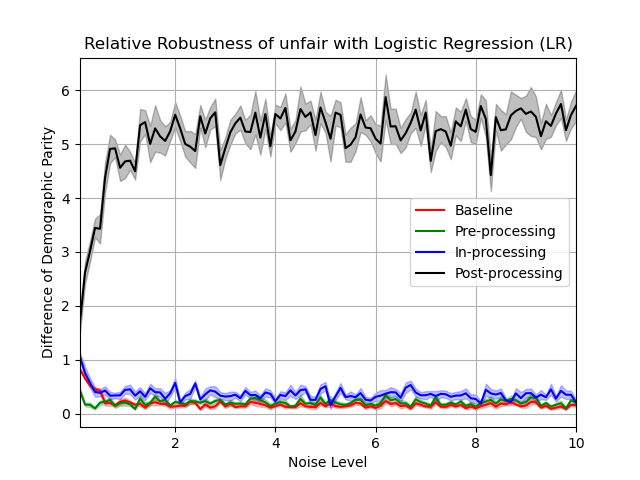 Relative Robustness of unfair with Logistic Regression (LR)
Difference of Demographic Parity
6
5
4
3
2
1
0
Baseline
Pre-processing
In-processing
Post-processing
2 4 6 8 10
Noise Level